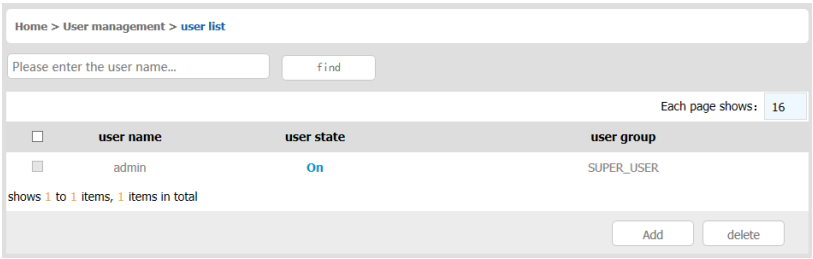 Home > User management > user list
Please enter the user name... find
Each page shows: 16
user name user state user group
admin On SUPER_USER
shows 1 to 1 items, 1 items in total
Add delete